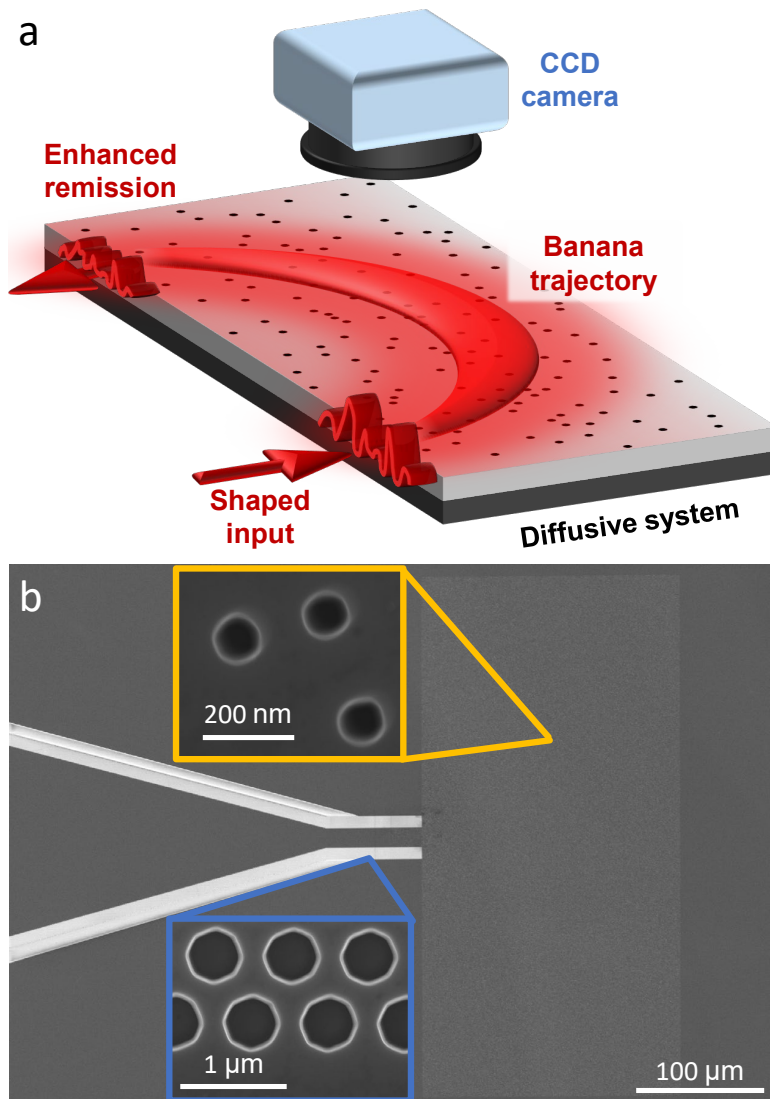 a
CCD
camera
Enhanced
remission
Banana
trajectory
Shaped
input
Diffusive system
b
200 nm
1 μm
100 μm